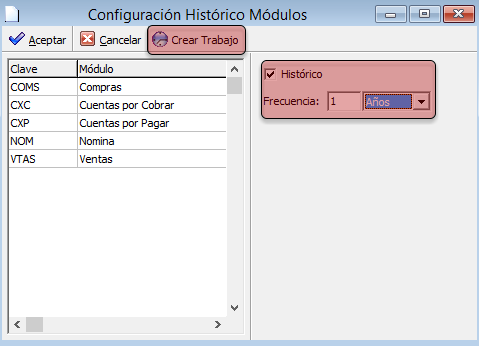 Configuración Histórico Módulos
Aceptar Cancelar Crear Trabajo
Clave Módulo
COMS Compras
CXC Cuentas por Cobrar
CXP Cuentas por Pagar
NOM Nomina
VTAS Ventas
Histórico
Frecuencia: 1 Años